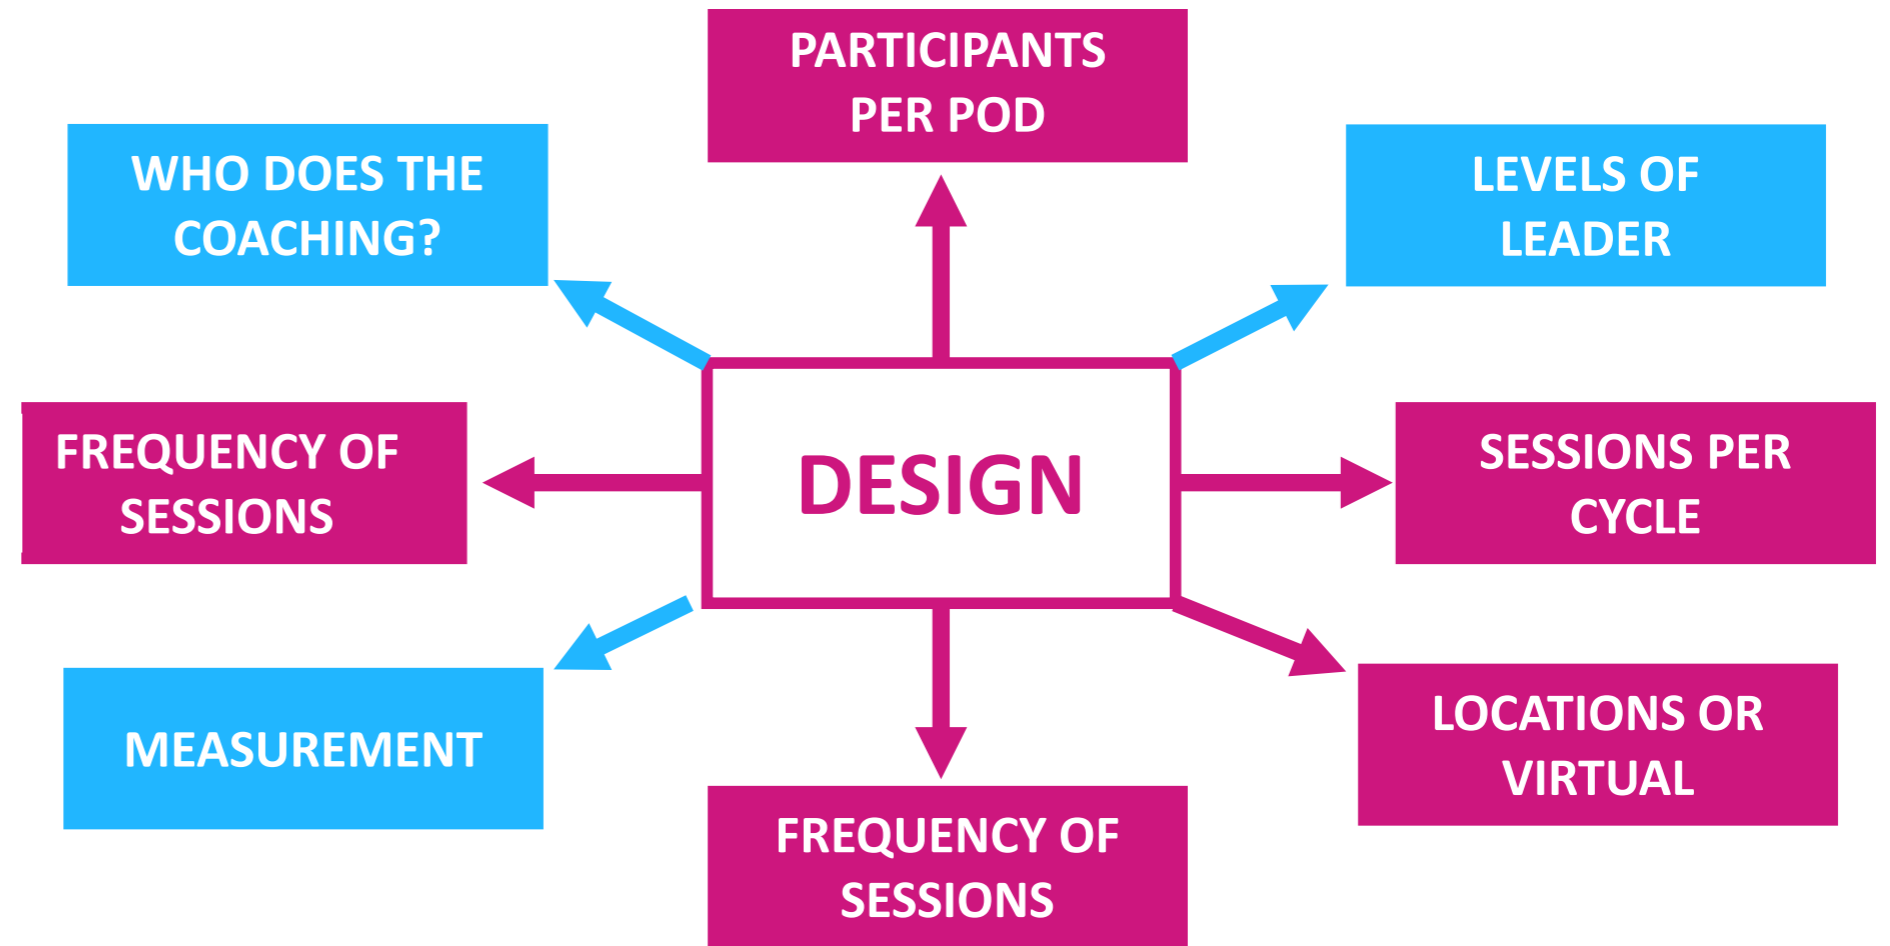 PARTICIPANTS
PER POD
WHO DOES THE
COACHING?
LEVELS OF
LEADER
FREQUENCY OF
SESSIONS
DESIGN
SESSIONS PER
CYCLE
MEASUREMENT
LOCATIONS OR
VIRTUAL
FREQUENCY OF
SESSIONS